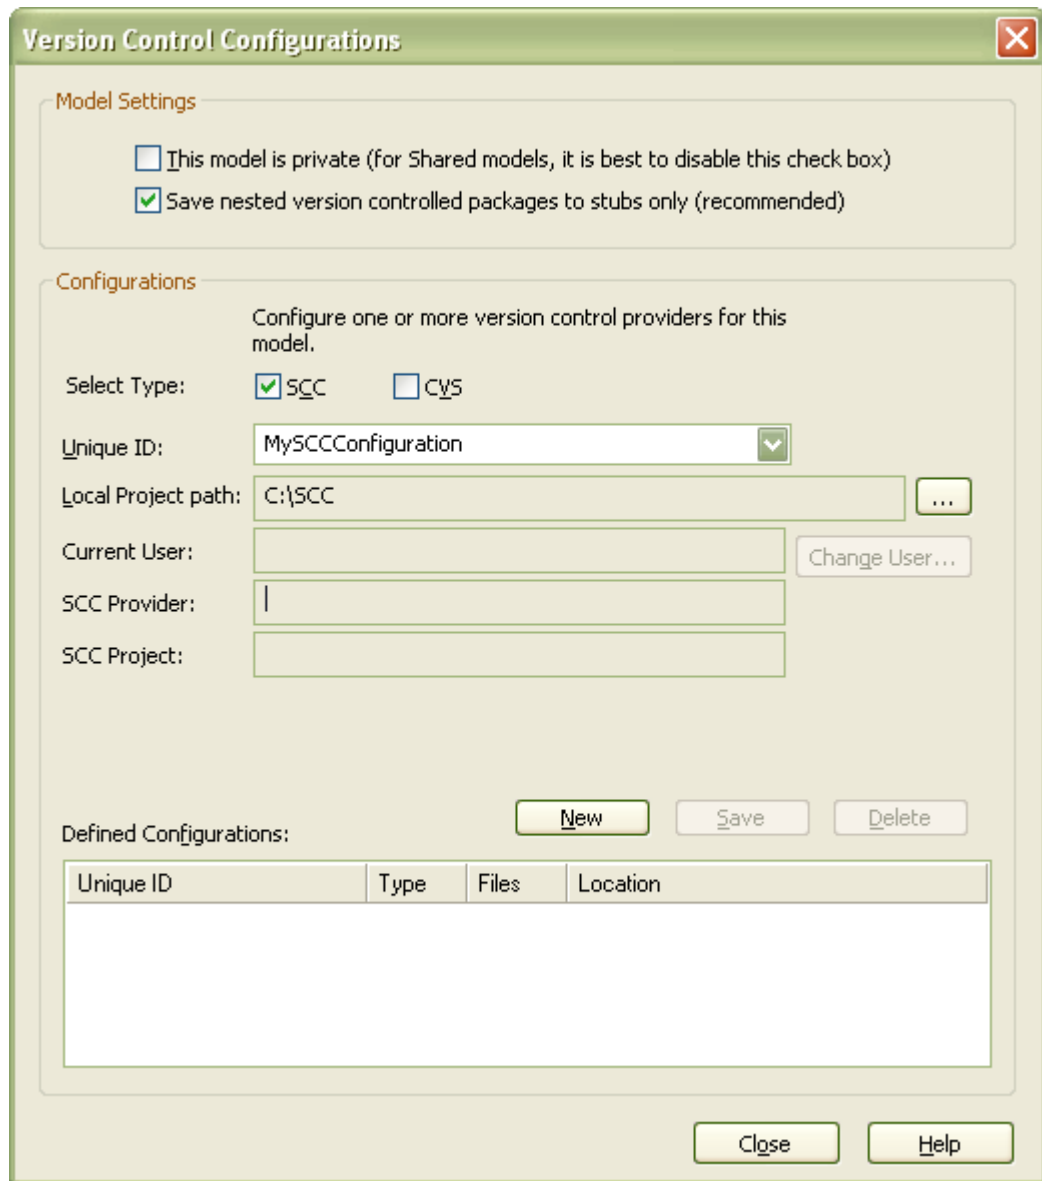 Version Control Configurations
Model Settings
This model is private (for Shared models, it is best to disable this check box)
Save nested version controlled packages to stubs only (recommended)
Configurations
Configure one or more version control providers for this
model.
Select Type: SCC CVS
Unique ID: MySCCConfiguration
Local Project path: C:\SCC ...
Current User: Change User...
SCC Provider:
SCC Project:
New Save Delete
Defined Configurations:
Unique ID Type Files Location
Close Help